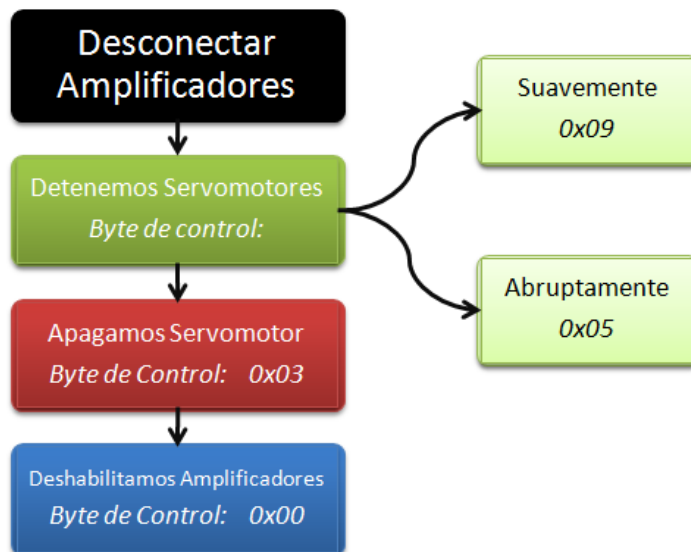 Desconectar
Amplificadores
Detenemos Servomotores
Byte de control:
Suavemente
0x09
Abruptamente
0x05
Apagamos Servomotor
Byte de Control: 0x03
Deshabilitamos Amplificadores
Byte de Control: 0x00